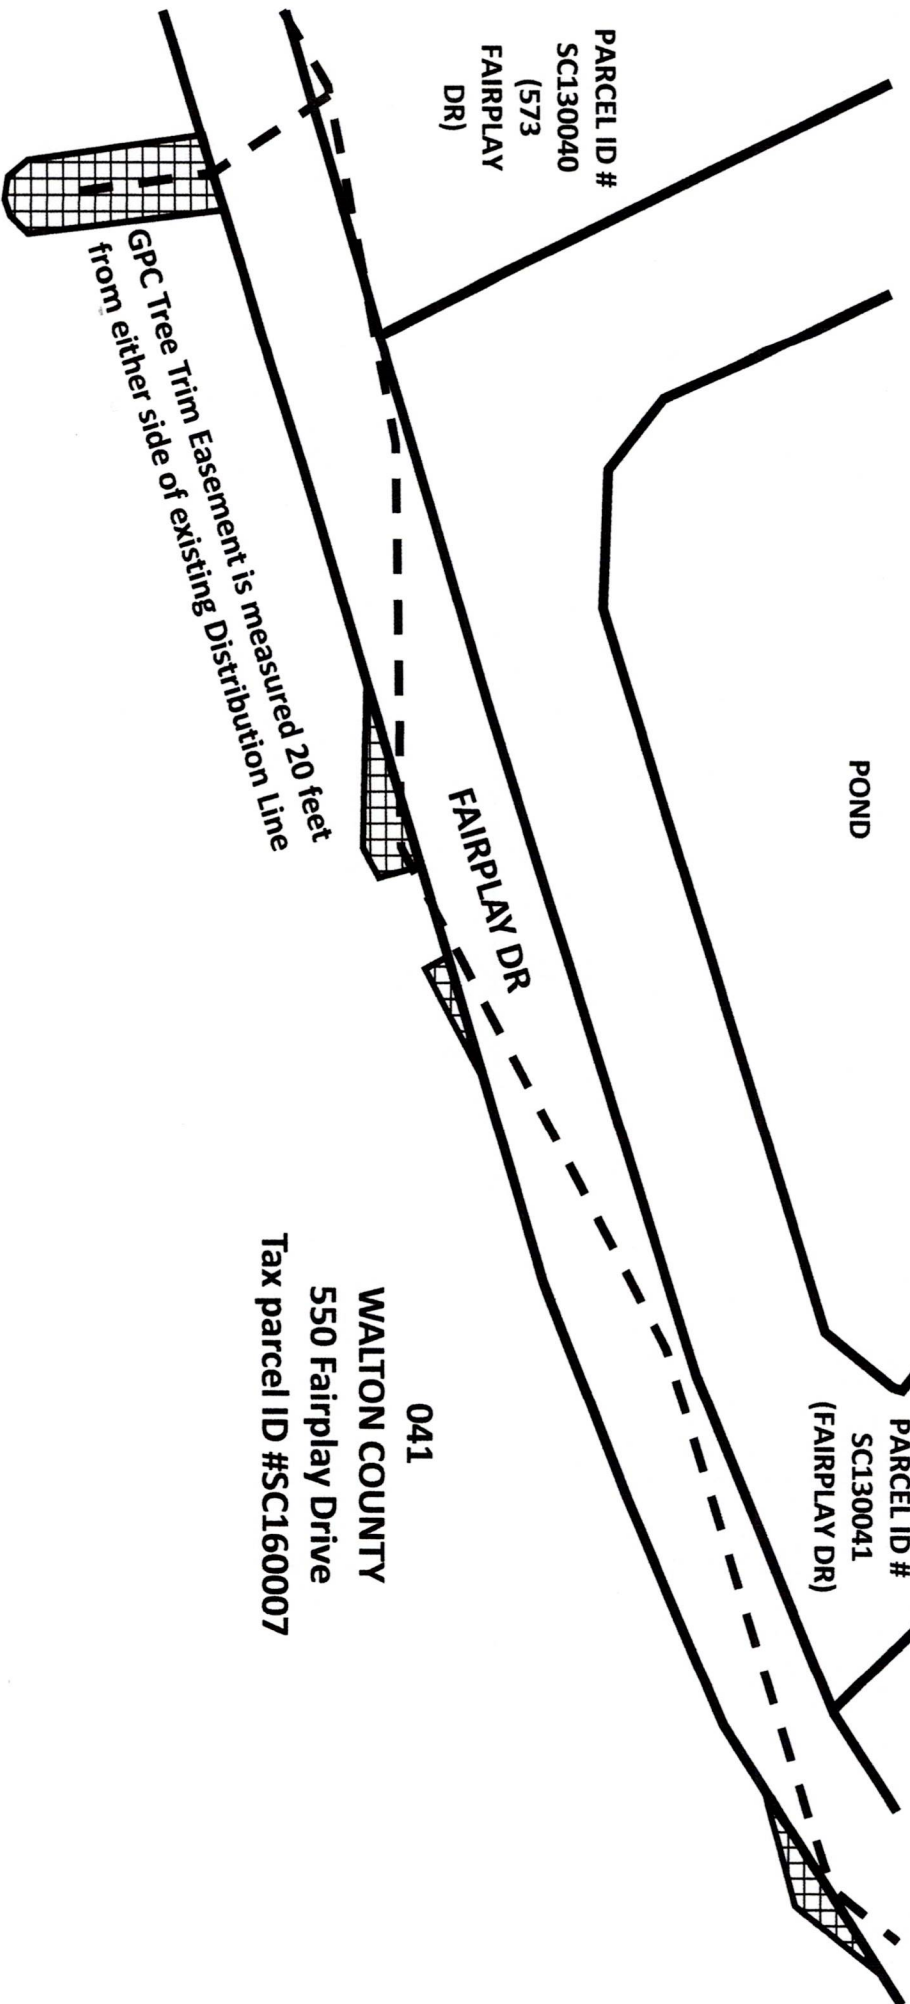 PARCEL ID #
SC130040
(573
FAIRPLAY
DR)
POND
PARCEL ID #
SC130041
(FAIRPLAY DR)
FAIRPLAY DR
GPC Tree Trim Easement is measured 20 feet
from either side of existing Distribution Line
041
WALTON COUNTY
550 Fairplay Drive
Tax parcel ID #SC160007